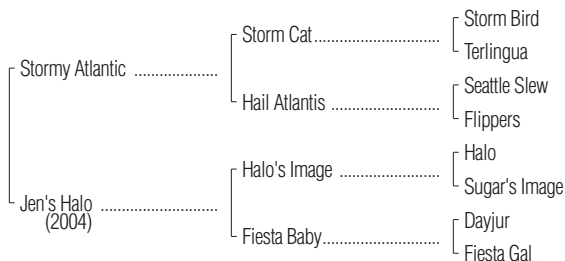 Storm Bird
Storm Cat
Terlingua
Stormy Atlantic
Seattle Slew
Hail Atlantis
Flippers
Halo
Halo's Image
Sugar's Image
Jen's Halo
(2004)
Dayjur
Fiesta Baby
Fiesta Gal